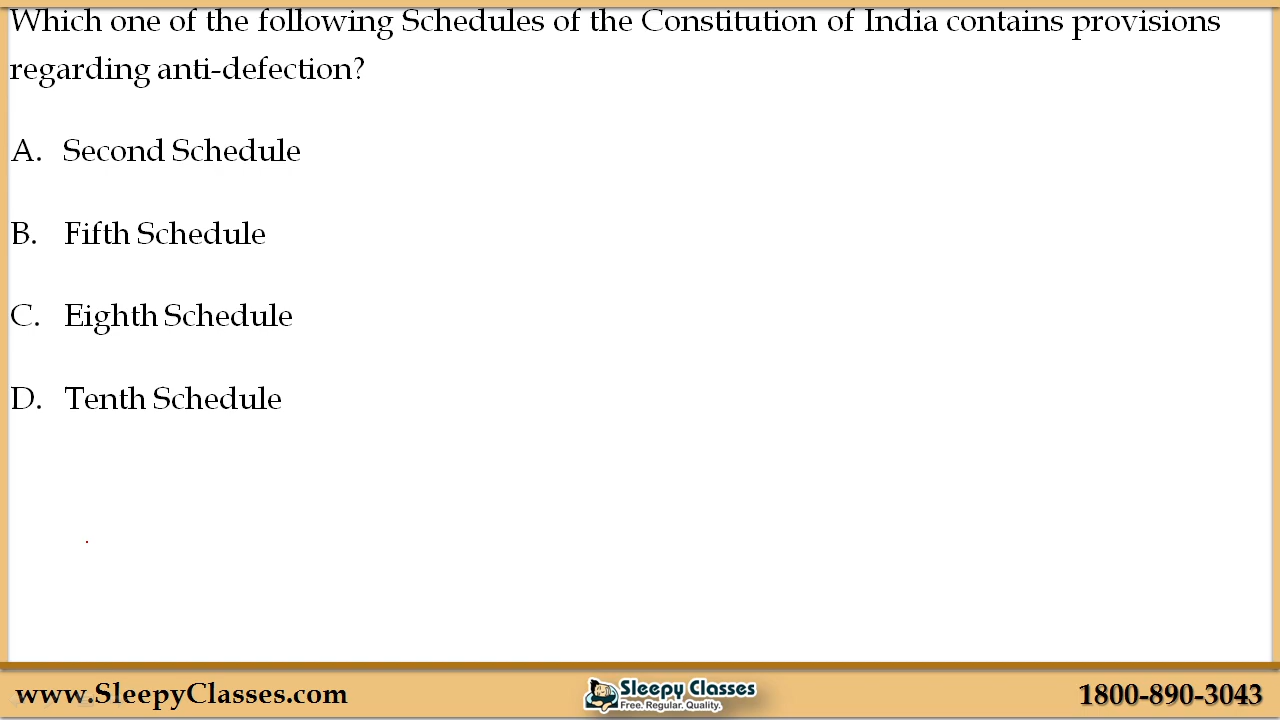 Which one of the following Schedules of the Constitution of India contains provisions
regarding anti-defection?
A. Second Schedule
B. Fifth Schedule
C. Eighth Schedule
D. Tenth Schedule
www.SleepyClasses.com
Sleepy Classes
Free. Regular. Quality.
1800-890-3043